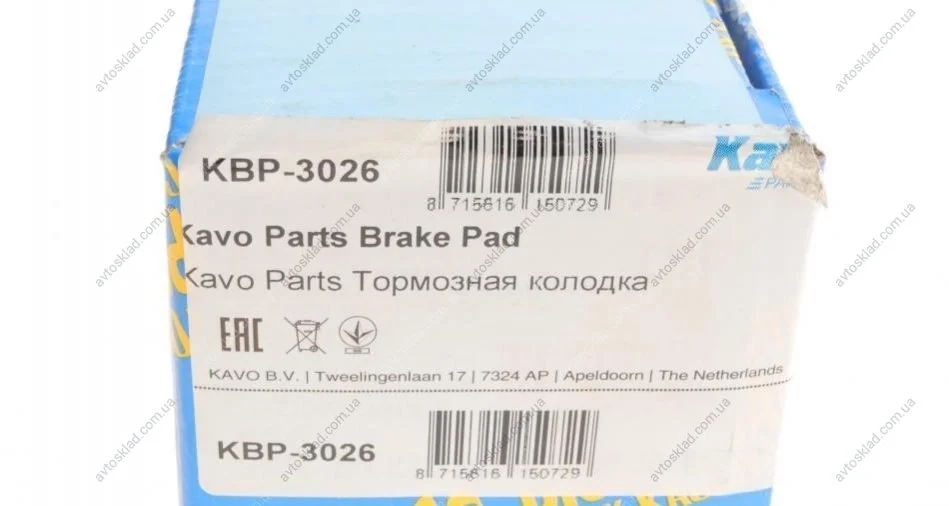 KBP-3026
8 715616 150729
Kavo Parts Brake Pad
Kavo Parts Тормозная колодка
EAC
KAVO B.V. | Tweelingenlaan 17 | 7324 AP | Apeldoorn | The Netherlands
KBP-3026
8 715616 150729
avtosklad.com.ua